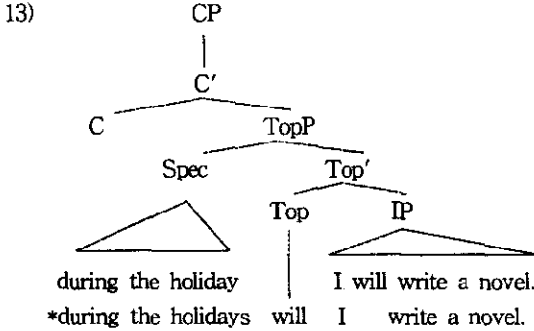 13) CP
C′
C TopP
Spec Top′
Top IP
during the holiday I will write a novel.
*during the holidays will I write a novel.